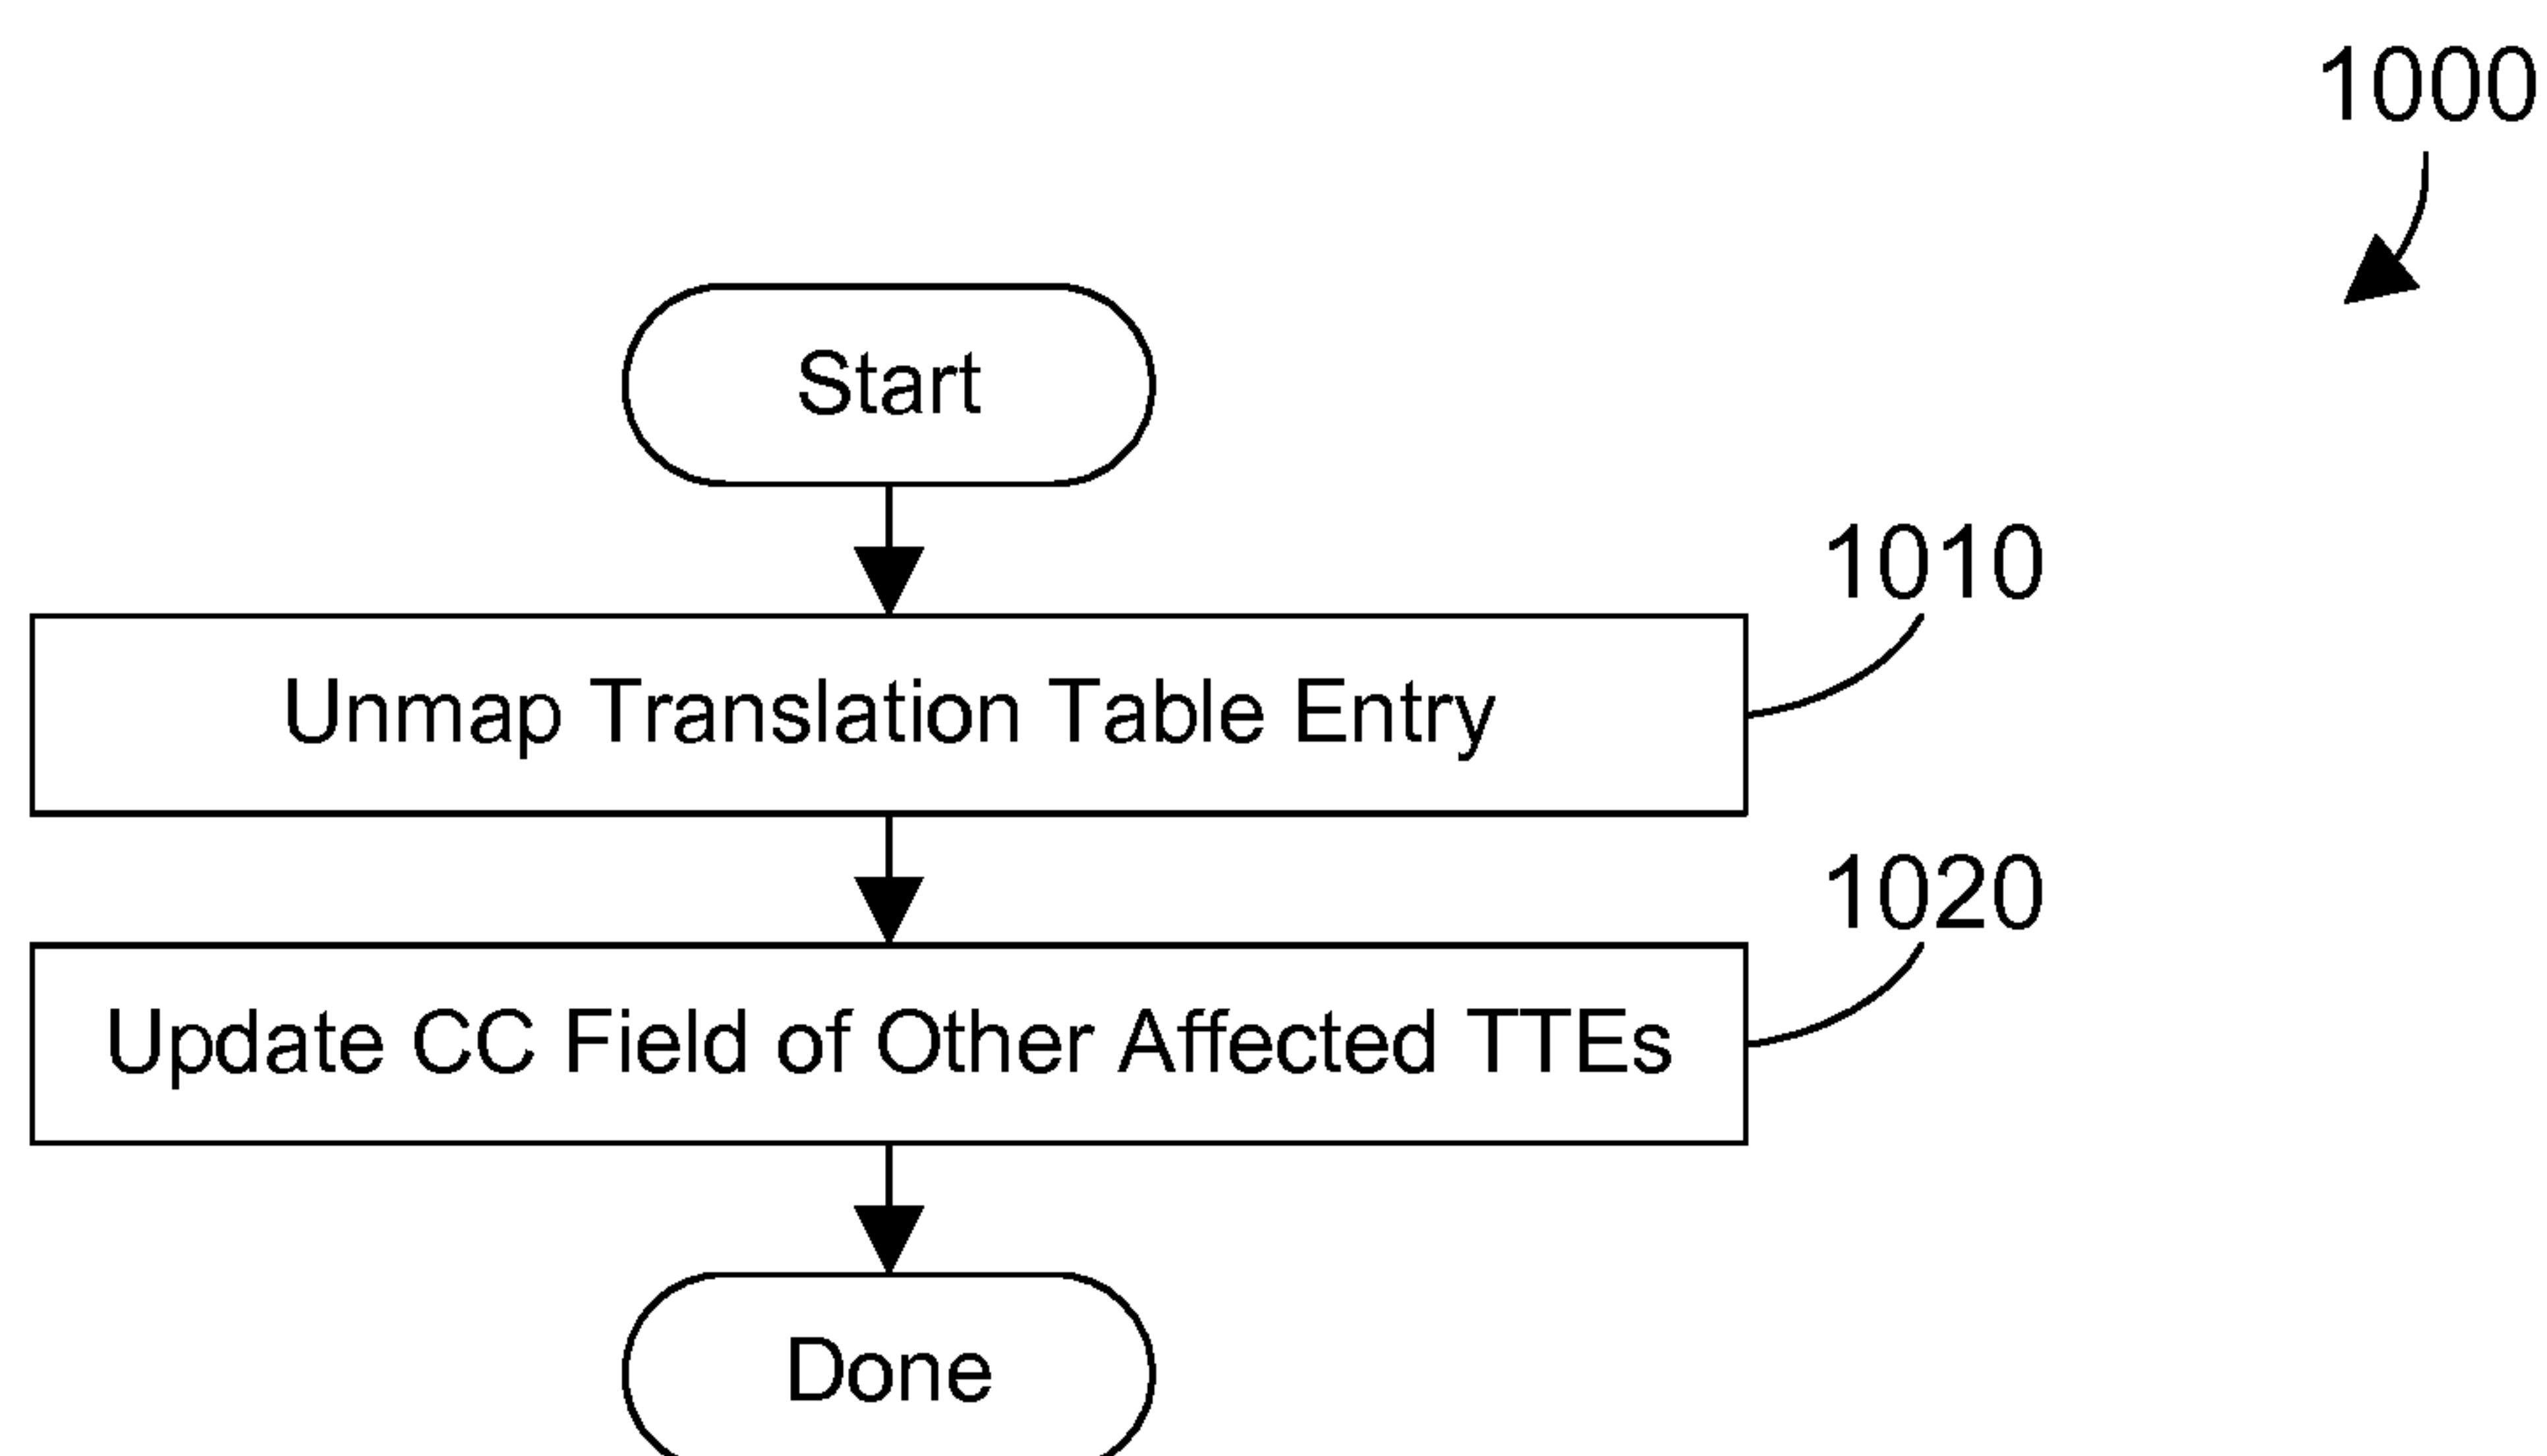 1000
Start
1010
Unmap Translation Table Entry
1020
Update CC Field of Other Affected TTEs
Done